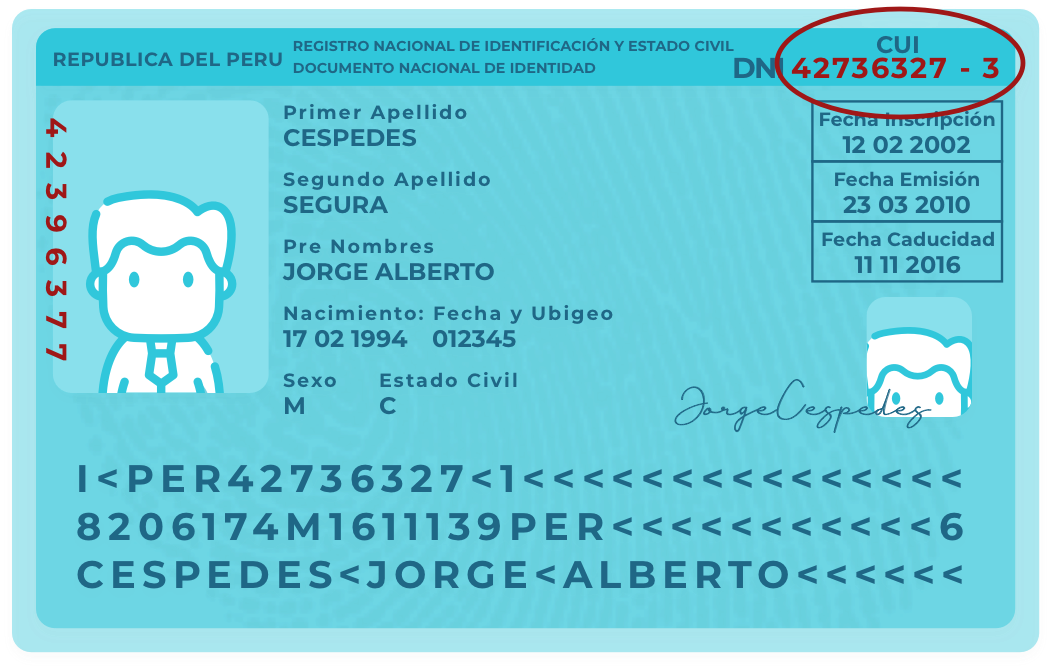 REPUBLICA DEL PERU
REGISTRO NACIONAL DE IDENTIFICACIÓN Y ESTADO CIVIL
DOCUMENTO NACIONAL DE IDENTIDAD
CUI
DNI 42736327 - 3
42396377
Primer Apellido
CESPEDES
Segundo Apellido
SEGURA
Pre Nombres
JORGE ALBERTO
Nacimiento: Fecha y Ubigeo
17 02 1994 012345
Sexo Estado Civil
M C
Fecha Inscripción
12 02 2002
Fecha Emisión
23 03 2010
Fecha Caducidad
11 11 2016
JorgeCespedes
I<PER42736327<1<<<<<<<<<<<<<<<
8206174M1611139PER<<<<<<<<<<<6
CESPEDES<JORGE<ALBERTO<<<<<<